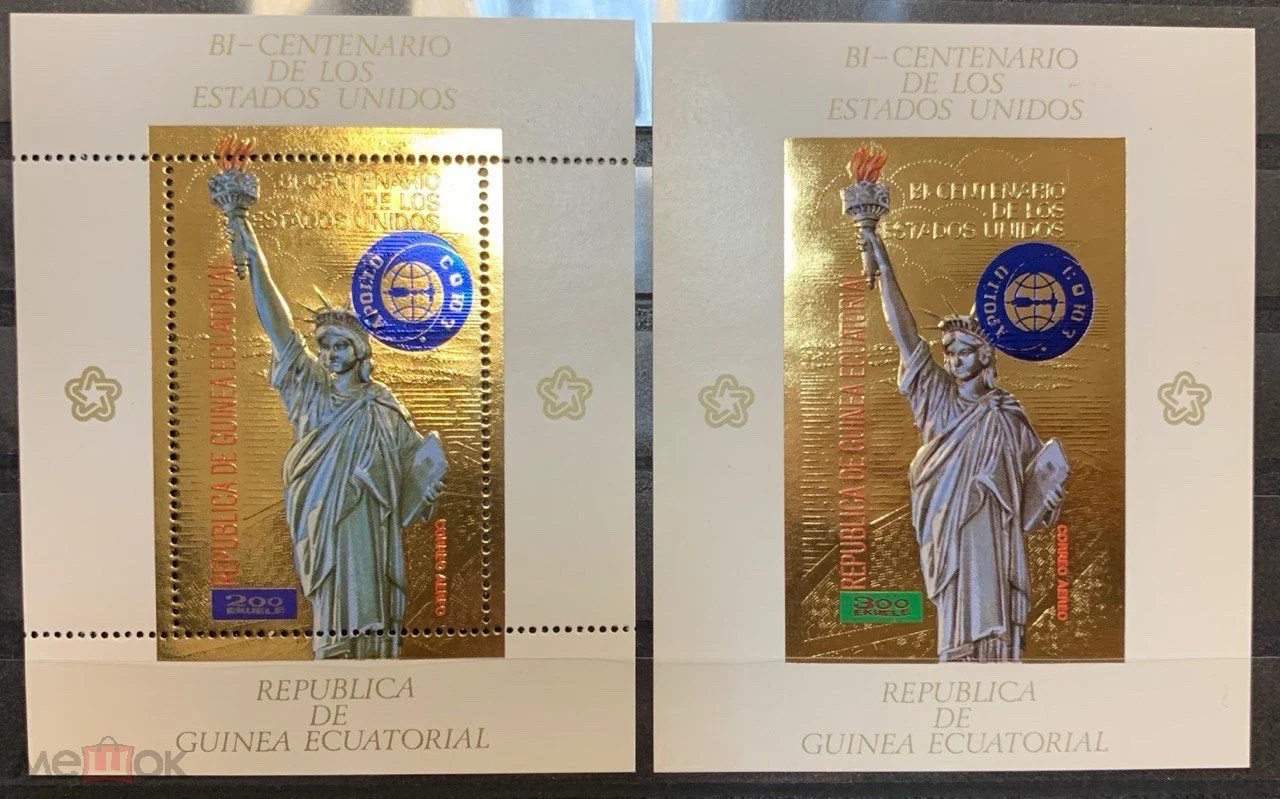 BI-CENTENARIO
DE LOS
ESTADOS UNIDOS
BI-CENTENARIO
DE LOS
ESTADOS UNIDOS
APOLLO СОЮЗ
REPUBLICA DE GUINEA ECUATORIAL
CORREO AEREO
200
EKUELE
REPUBLICA
DE
GUINEA ECUATORIAL
BI-CENTENARIO
DE LOS
ESTADOS UNIDOS
BI-CENTENARIO
DE LOS
ESTADOS UNIDOS
APOLLO СОЮЗ
REPUBLICA DE GUINEA ECUATORIAL
CORREO AEREO
300
EKUELE
REPUBLICA
DE
GUINEA ECUATORIAL
мешок